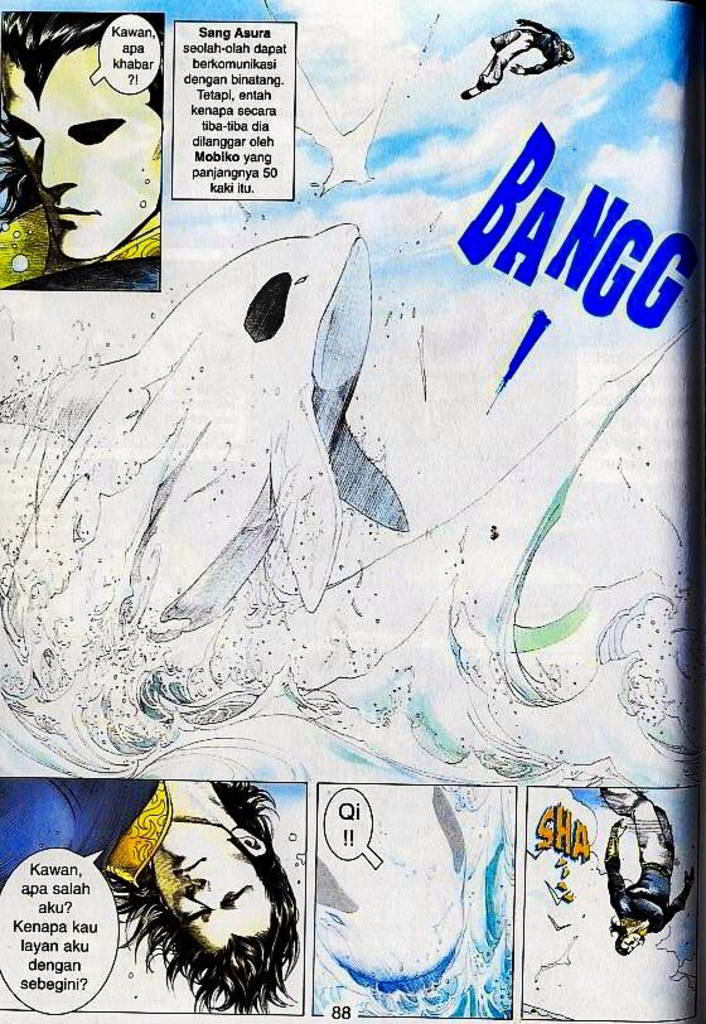 Kawan,
apa
khabar
?!
Sang Asura
seolah-olah dapat
berkomunikasi
dengan binatang.
Tetapi, entah
kenapa secara
tiba-tiba dia
dilanggar oleh
Mobiko yang
panjangnya 50
kaki itu.
BANGG
!
Kawan,
apa salah
aku?
Kenapa kau
layan aku
dengan
sebegini?
Qi
!!
SHA
88